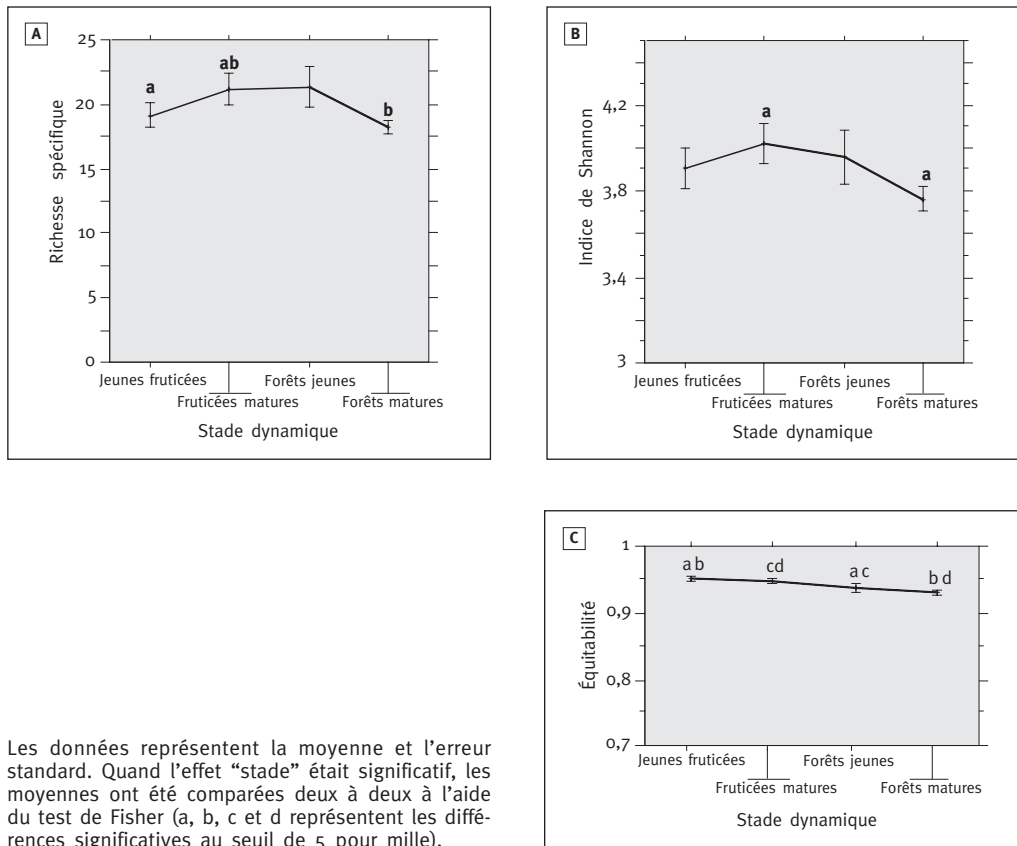 A
25
20
15
10
5
0
Richesse spécifique
a
ab
b
Jeunes fruticées
Forêts jeunes
Fruticées matures
Forêts matures
Stade dynamique
B
4,2
3,8
3,4
3
Indice de Shannon
a
a
Jeunes fruticées
Forêts jeunes
Fruticées matures
Forêts matures
Stade dynamique
C
1
0,9
0,8
0,7
Équitabilité
a b
cd
a c
b d
Jeunes fruticées
Forêts jeunes
Fruticées matures
Forêts matures
Stade dynamique
Les données représentent la moyenne et l'erreur
standard. Quand l'effet “stade” était significatif, les
moyennes ont été comparées deux à deux à l'aide
du test de Fisher (a, b, c et d représentent les diffé-
rences significatives au seuil de 5 pour mille).